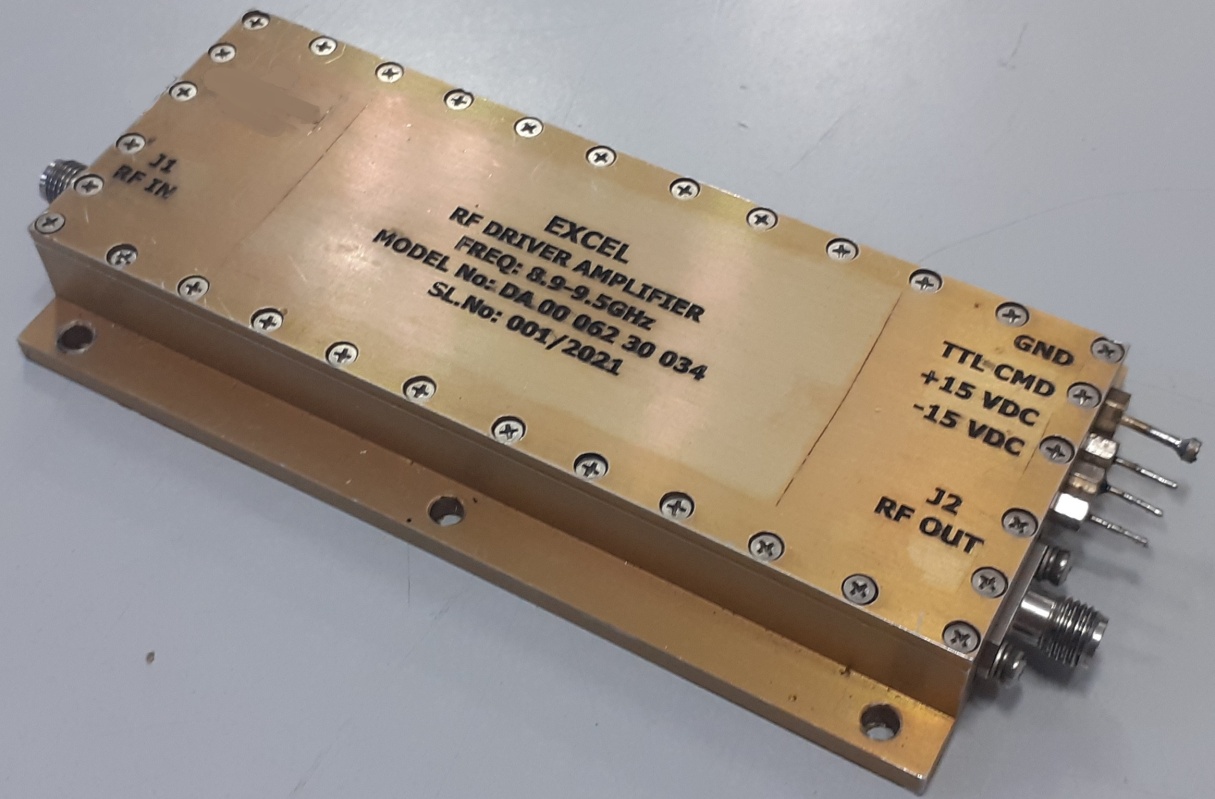 J1
RF IN
EXCEL
RF DRIVER AMPLIFIER
FREQ: 8.9-9.5GHz
MODEL No: DA 00 062 30 034
SL.No: 001/2021
GND
TTL CMD
+15 VDC
-15 VDC
J2
RF OUT